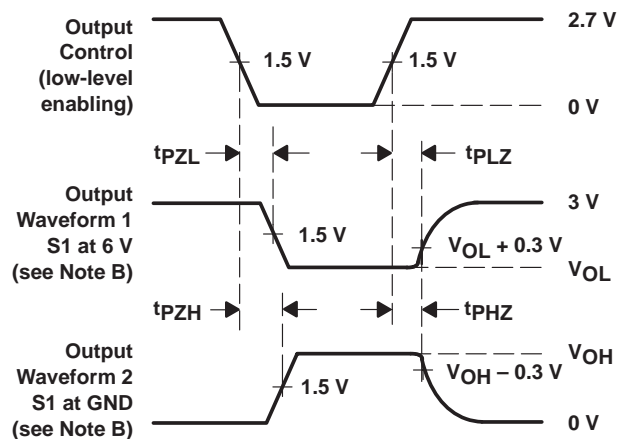 Output
Control
(low-level
enabling)
1.5 V
1.5 V
2.7 V
0 V
tPZL
tPLZ
Output
Waveform 1
S1 at 6 V
(see Note B)
1.5 V
3 V
VOL + 0.3 V
VOL
tPZH
tPHZ
Output
Waveform 2
S1 at GND
(see Note B)
1.5 V
VOH
VOH – 0.3 V
0 V